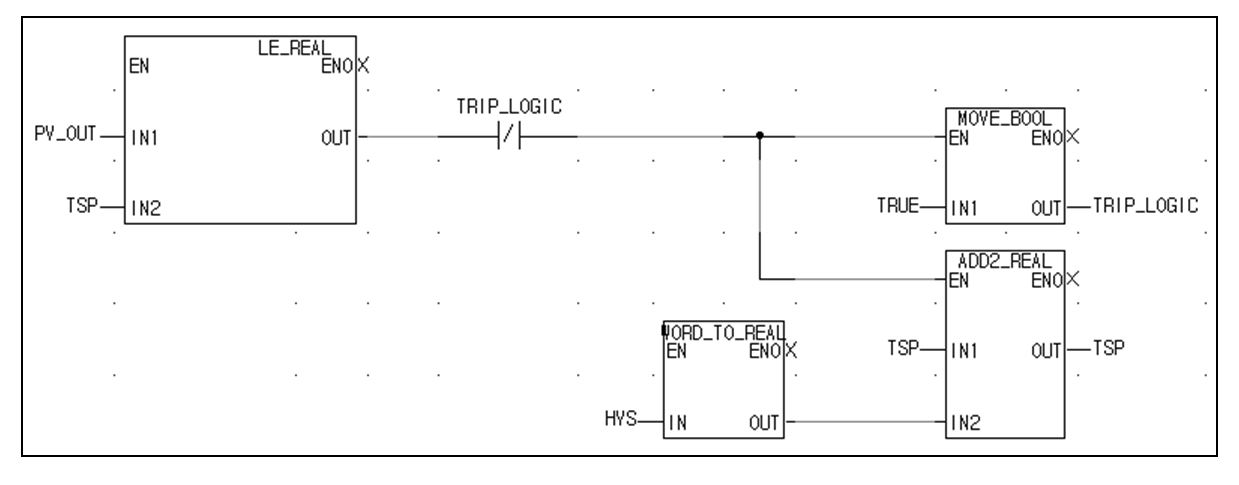 LE_REAL
EN ENO
PV_OUT IN1 OUT
TSP IN2
TRIP_LOGIC
MOVE_BOOL
EN ENO
TRUE IN1 OUT TRIP_LOGIC
ADD2_REAL
EN ENO
TSP IN1 OUT TSP
IN2
WORD_TO_REAL
EN ENO
HYS IN OUT